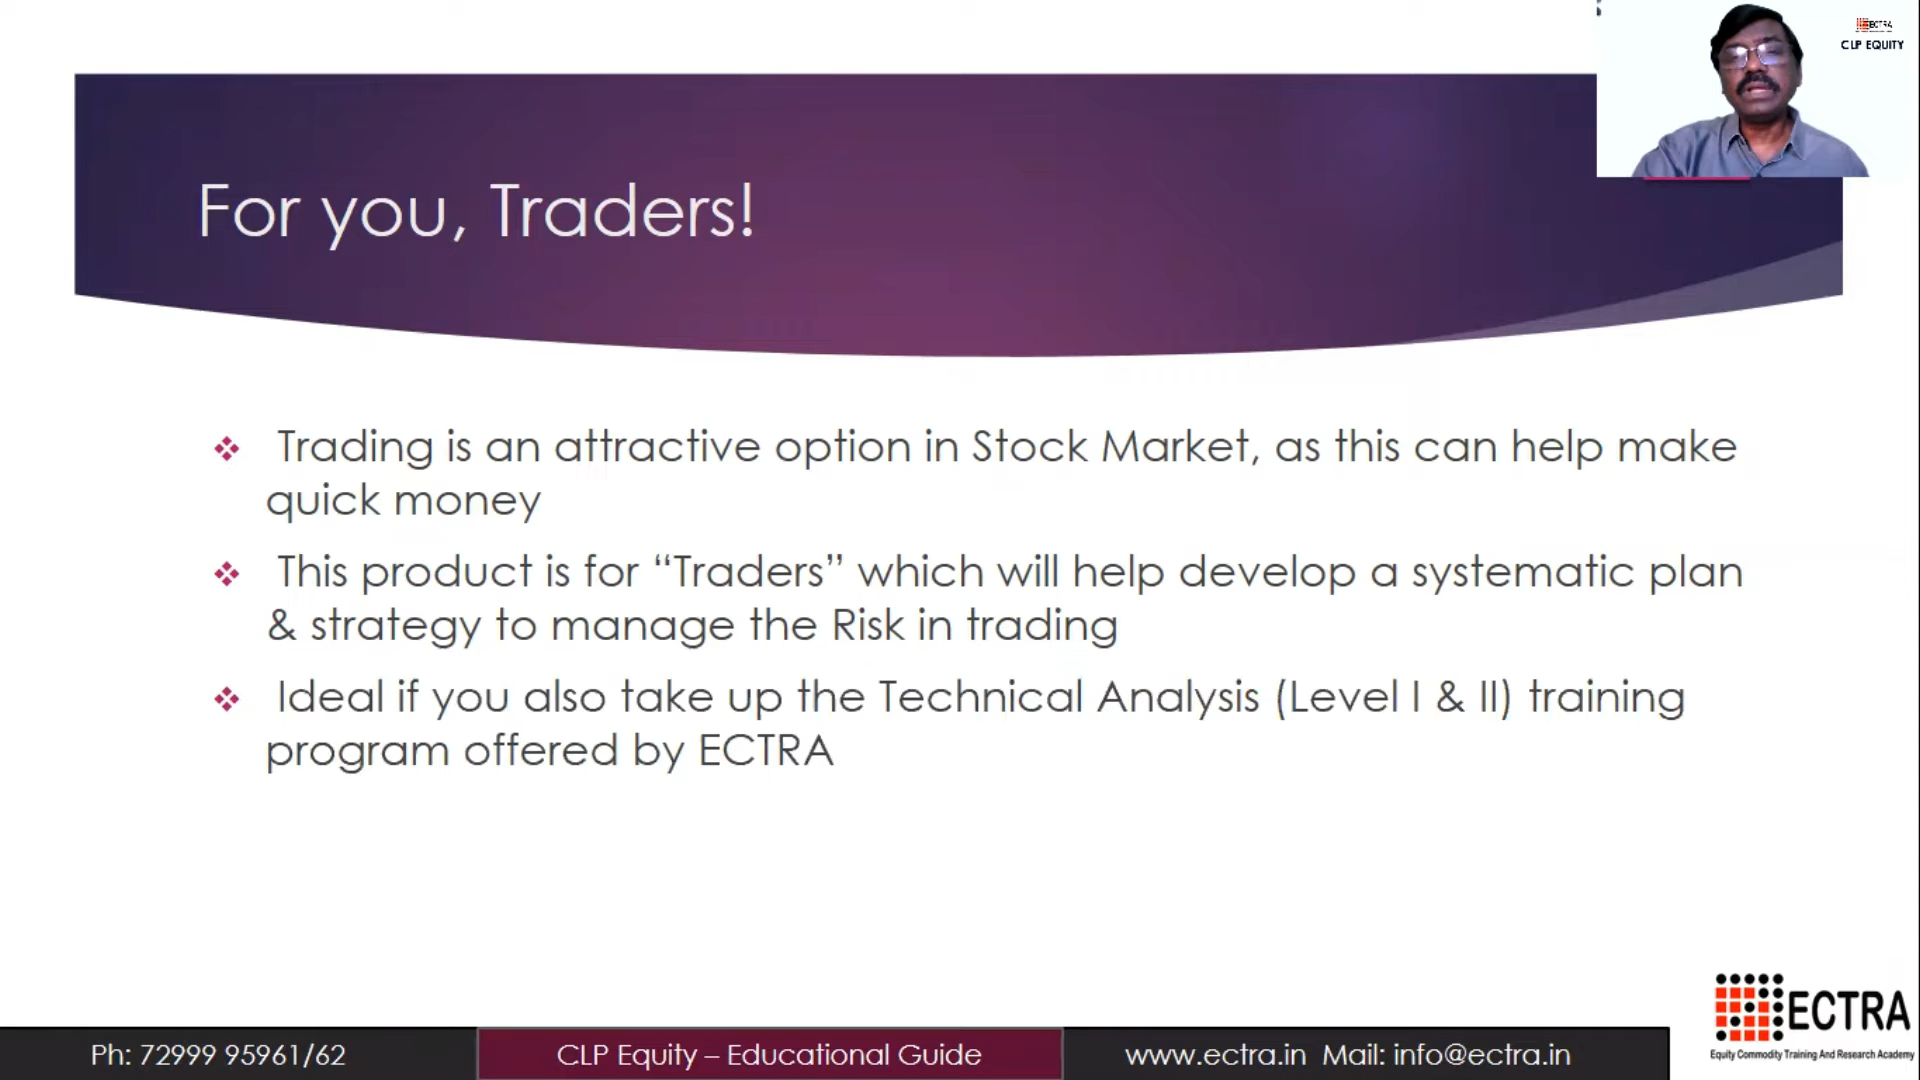 ECTRA
CLP EQUITY
For you, Traders!
Trading is an attractive option in Stock Market, as this can help make
quick money
This product is for “Traders” which will help develop a systematic plan
& strategy to manage the Risk in trading
Ideal if you also take up the Technical Analysis (Level I & II) training
program offered by ECTRA
ECTRA
Equity Commodity Training And Research Academy
Ph: 72999 95961/62
CLP Equity – Educational Guide
www.ectra.in Mail: info@ectra.in